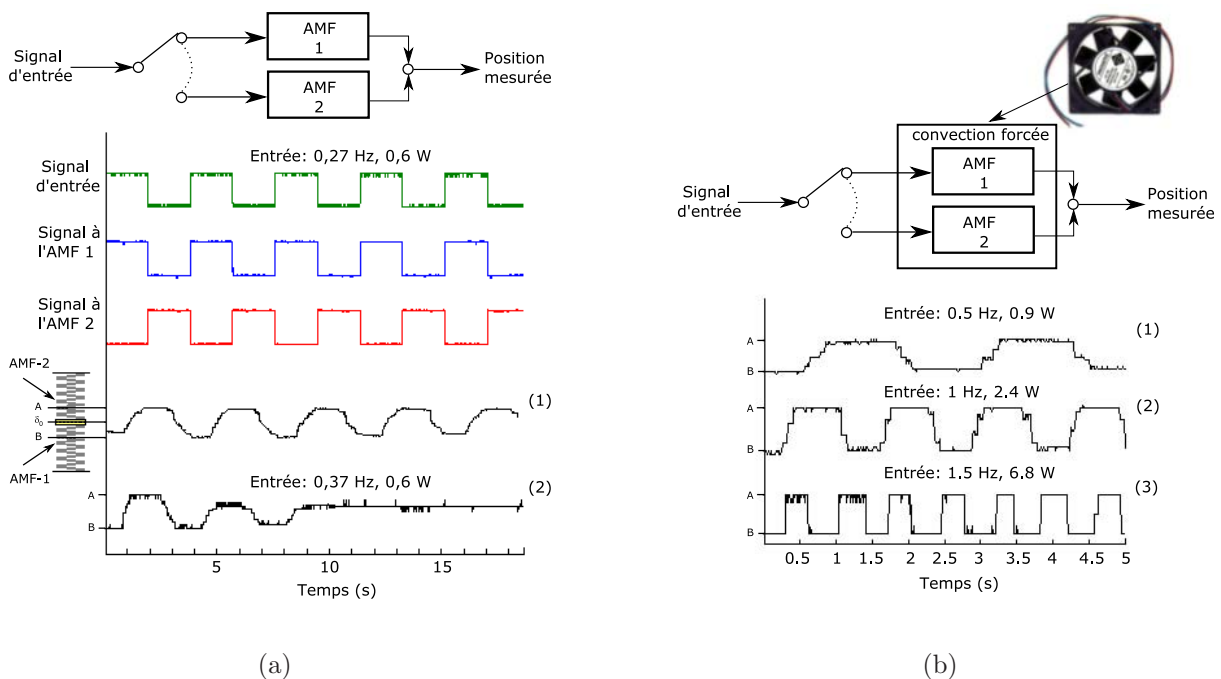 Signal
d'entrée
AMF
1
AMF
2
Position
mesurée
Entrée: 0,27 Hz, 0,6 W
Signal
d'entrée
Signal à
l'AMF 1
Signal à
l'AMF 2
AMF-2
A
δ0
B
AMF-1
(1)
Entrée: 0,37 Hz, 0,6 W
(2)
A
B
5
10
15
Temps (s)
(a)
convection forcée
AMF
1
AMF
2
Signal
d'entrée
Position
mesurée
Entrée: 0.5 Hz, 0.9 W
(1)
A
B
Entrée: 1 Hz, 2.4 W
(2)
A
B
Entrée: 1.5 Hz, 6.8 W
(3)
A
B
0.5 1 1.5 2 2.5 3 3.5 4 4.5 5
Temps (s)
(b)